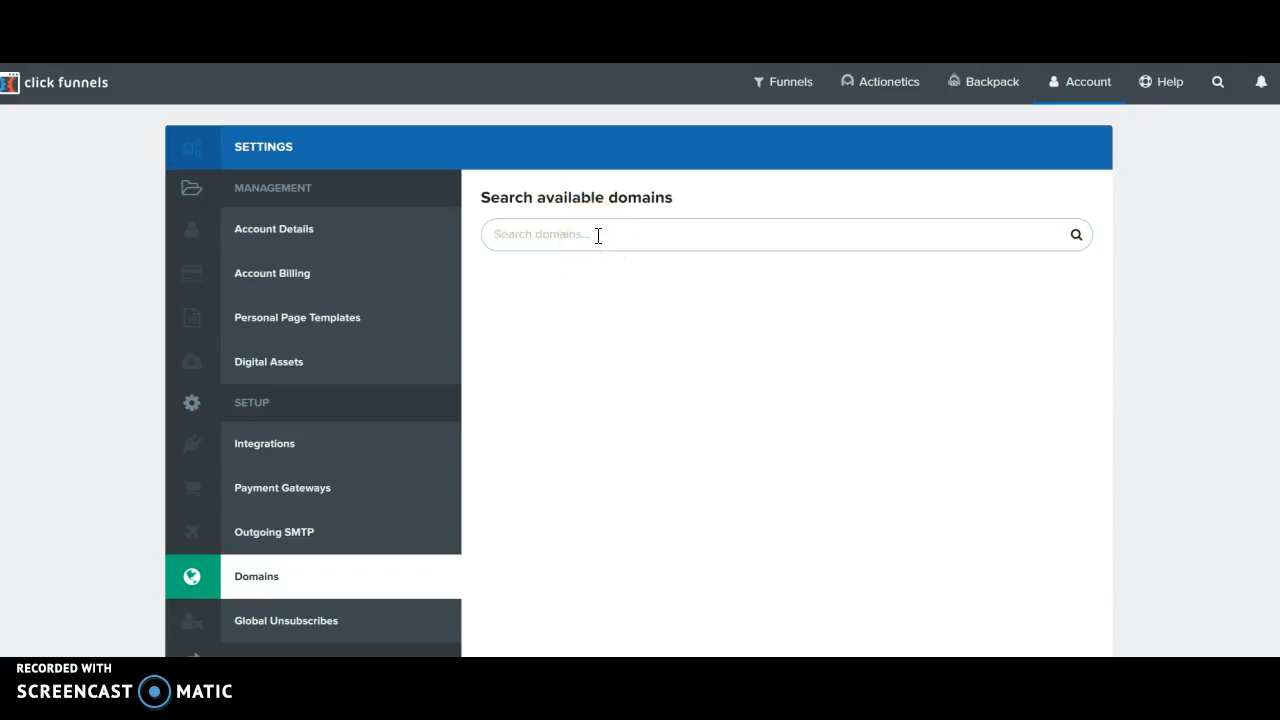 click funnels
Funnels
Actionetics
Backpack
Account
Help
SETTINGS
MANAGEMENT
Account Details
Account Billing
Personal Page Templates
Digital Assets
SETUP
Integrations
Payment Gateways
Outgoing SMTP
Domains
Global Unsubscribes
Search available domains
Search domains...
RECORDED WITH
SCREENCAST MATIC